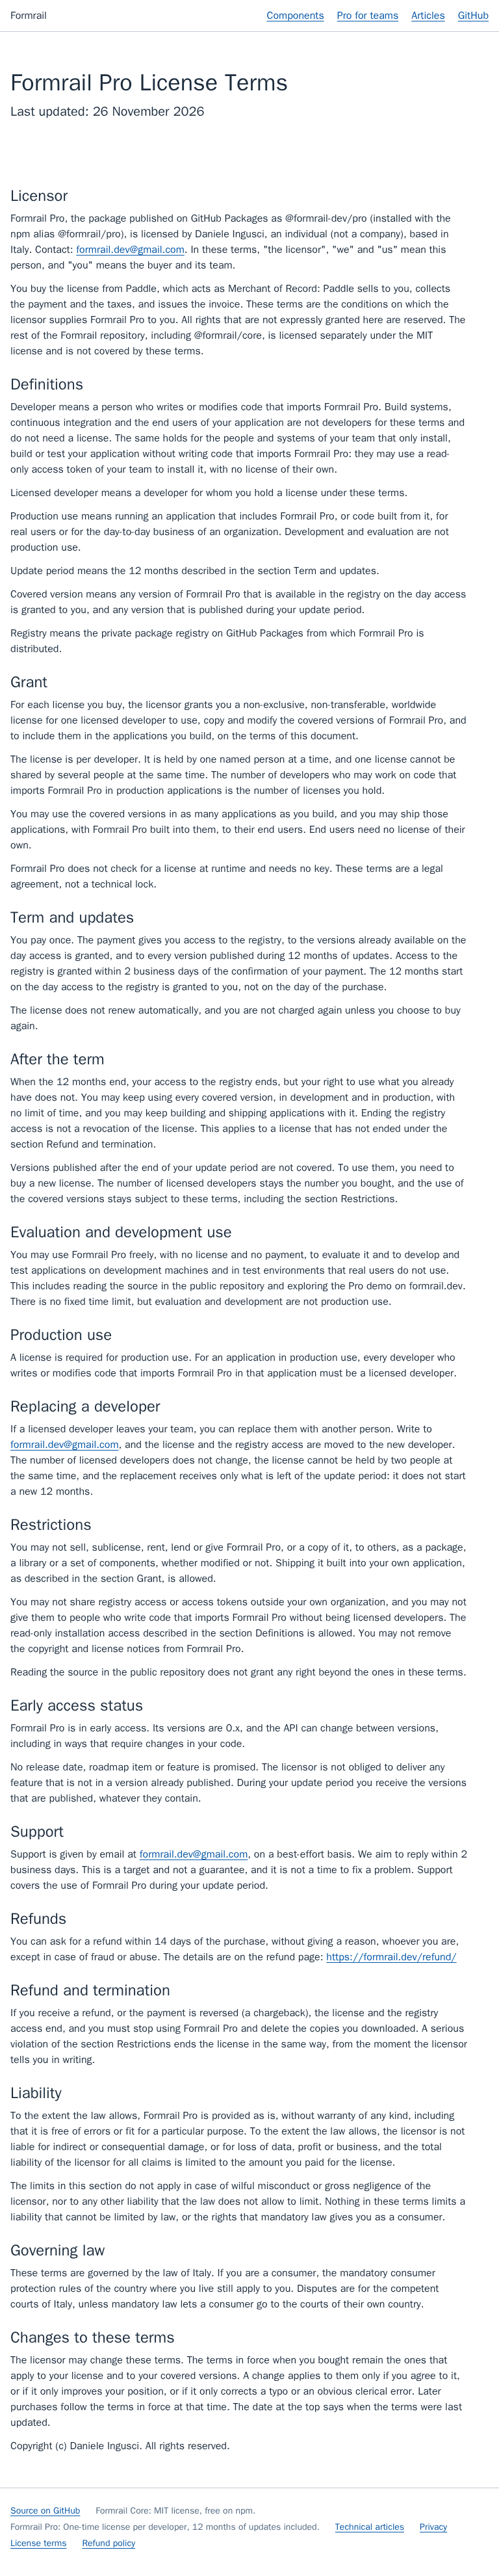 Formrail Components Pro for teams Articles GitHub
Formrail Pro License Terms
Last updated: 26 November 2026
Licensor
Formrail Pro, the package published on GitHub Packages as @formrail-dev/pro (installed with the
npm alias @formrail/pro), is licensed by Daniele Ingusci, an individual (not a company), based in
Italy. Contact: formrail.dev@gmail.com. In these terms, "the licensor", "we" and "us" mean this
person, and "you" means the buyer and its team.
You buy the license from Paddle, which acts as Merchant of Record: Paddle sells to you, collects
the payment and the taxes, and issues the invoice. These terms are the conditions on which the
licensor supplies Formrail Pro to you. All rights that are not expressly granted here are reserved. The
rest of the Formrail repository, including @formrail/core, is licensed separately under the MIT
license and is not covered by these terms.
Definitions
Developer means a person who writes or modifies code that imports Formrail Pro. Build systems,
continuous integration and the end users of your application are not developers for these terms and
do not need a license. The same holds for the people and systems of your team that only install,
build or test your application without writing code that imports Formrail Pro: they may use a read-
only access token of your team to install it, with no license of their own.
Licensed developer means a developer for whom you hold a license under these terms.
Production use means running an application that includes Formrail Pro, or code built from it, for
real users or for the day-to-day business of an organization. Development and evaluation are not
production use.
Update period means the 12 months described in the section Term and updates.
Covered version means any version of Formrail Pro that is available in the registry on the day access
is granted to you, and any version that is published during your update period.
Registry means the private package registry on GitHub Packages from which Formrail Pro is
distributed.
Grant
For each license you buy, the licensor grants you a non-exclusive, non-transferable, worldwide
license for one licensed developer to use, copy and modify the covered versions of Formrail Pro, and
to include them in the applications you build, on the terms of this document.
The license is per developer. It is held by one named person at a time, and one license cannot be
shared by several people at the same time. The number of developers who may work on code that
imports Formrail Pro in production applications is the number of licenses you hold.
You may use the covered versions in as many applications as you build, and you may ship those
applications, with Formrail Pro built into them, to their end users. End users need no license of their
own.
Formrail Pro does not check for a license at runtime and needs no key. These terms are a legal
agreement, not a technical lock.
Term and updates
You pay once. The payment gives you access to the registry, to the versions already available on the
day access is granted, and to every version published during 12 months of updates. Access to the
registry is granted within 2 business days of the confirmation of your payment. The 12 months start
on the day access to the registry is granted to you, not on the day of the purchase.
The license does not renew automatically, and you are not charged again unless you choose to buy
again.
After the term
When the 12 months end, your access to the registry ends, but your right to use what you already
have does not. You may keep using every covered version, in development and in production, with
no limit of time, and you may keep building and shipping applications with it. Ending the registry
access is not a revocation of the license. This applies to a license that has not ended under the
section Refund and termination.
Versions published after the end of your update period are not covered. To use them, you need to
buy a new license. The number of licensed developers stays the number you bought, and the use of
the covered versions stays subject to these terms, including the section Restrictions.
Evaluation and development use
You may use Formrail Pro freely, with no license and no payment, to evaluate it and to develop and
test applications on development machines and in test environments that real users do not use.
This includes reading the source in the public repository and exploring the Pro demo on formrail.dev.
There is no fixed time limit, but evaluation and development are not production use.
Production use
A license is required for production use. For an application in production use, every developer who
writes or modifies code that imports Formrail Pro in that application must be a licensed developer.
Replacing a developer
If a licensed developer leaves your team, you can replace them with another person. Write to
formrail.dev@gmail.com, and the license and the registry access are moved to the new developer.
The number of licensed developers does not change, the license cannot be held by two people at
the same time, and the replacement receives only what is left of the update period: it does not start
a new 12 months.
Restrictions
You may not sell, sublicense, rent, lend or give Formrail Pro, or a copy of it, to others, as a package,
a library or a set of components, whether modified or not. Shipping it built into your own application,
as described in the section Grant, is allowed.
You may not share registry access or access tokens outside your own organization, and you may not
give them to people who write code that imports Formrail Pro without being licensed developers. The
read-only installation access described in the section Definitions is allowed. You may not remove
the copyright and license notices from Formrail Pro.
Reading the source in the public repository does not grant any right beyond the ones in these terms.
Early access status
Formrail Pro is in early access. Its versions are 0.x, and the API can change between versions,
including in ways that require changes in your code.
No release date, roadmap item or feature is promised. The licensor is not obliged to deliver any
feature that is not in a version already published. During your update period you receive the versions
that are published, whatever they contain.
Support
Support is given by email at formrail.dev@gmail.com, on a best-effort basis. We aim to reply within 2
business days. This is a target and not a guarantee, and it is not a time to fix a problem. Support
covers the use of Formrail Pro during your update period.
Refunds
You can ask for a refund within 14 days of the purchase, without giving a reason, whoever you are,
except in case of fraud or abuse. The details are on the refund page: https://formrail.dev/refund/
Refund and termination
If you receive a refund, or the payment is reversed (a chargeback), the license and the registry
access end, and you must stop using Formrail Pro and delete the copies you downloaded. A serious
violation of the section Restrictions ends the license in the same way, from the moment the licensor
tells you in writing.
Liability
To the extent the law allows, Formrail Pro is provided as is, without warranty of any kind, including
that it is free of errors or fit for a particular purpose. To the extent the law allows, the licensor is not
liable for indirect or consequential damage, or for loss of data, profit or business, and the total
liability of the licensor for all claims is limited to the amount you paid for the license.
The limits in this section do not apply in case of wilful misconduct or gross negligence of the
licensor, nor to any other liability that the law does not allow to limit. Nothing in these terms limits a
liability that cannot be limited by law, or the rights that mandatory law gives you as a consumer.
Governing law
These terms are governed by the law of Italy. If you are a consumer, the mandatory consumer
protection rules of the country where you live still apply to you. Disputes are for the competent
courts of Italy, unless mandatory law lets a consumer go to the courts of their own country.
Changes to these terms
The licensor may change these terms. The terms in force when you bought remain the ones that
apply to your license and to your covered versions. A change applies to them only if you agree to it,
or if it only improves your position, or if it only corrects a typo or an obvious clerical error. Later
purchases follow the terms in force at that time. The date at the top says when the terms were last
updated.
Copyright (c) Daniele Ingusci. All rights reserved.
Source on GitHub Formrail Core: MIT license, free on npm.
Formrail Pro: One-time license per developer, 12 months of updates included. Technical articles Privacy
License terms Refund policy